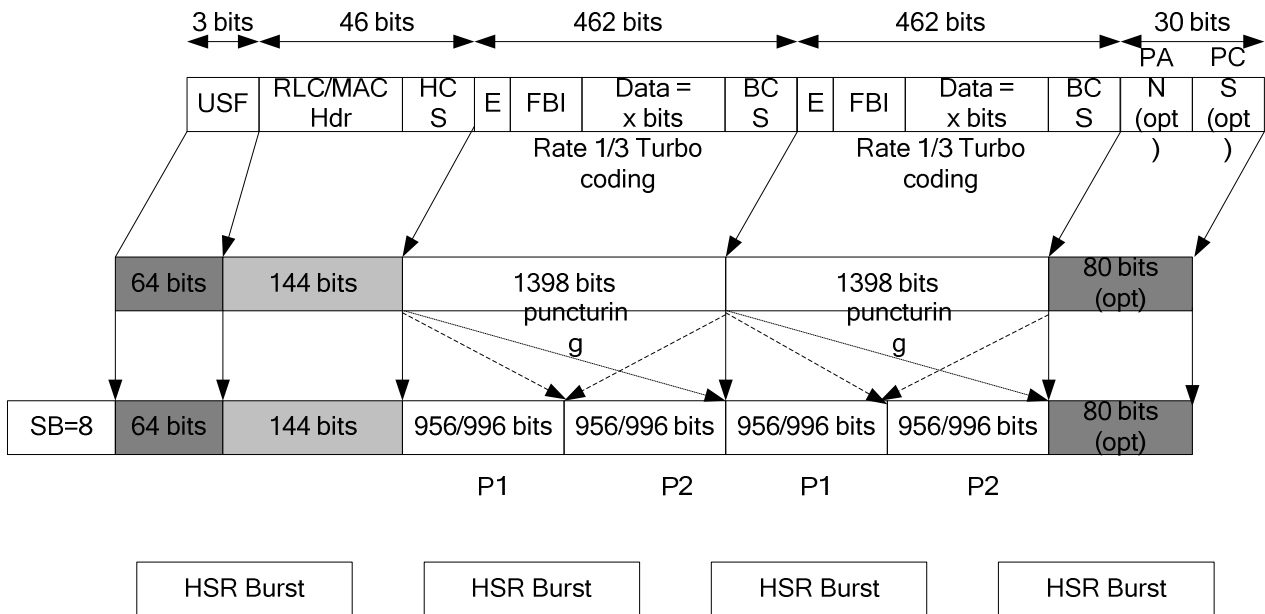 3 bits 46 bits 462 bits 462 bits 30 bits
USF RLC/MAC Hdr HC S E FBI Data = x bits BC S E FBI Data = x bits BC S PA N (opt ) PC S (opt )
Rate 1/3 Turbo coding Rate 1/3 Turbo coding
64 bits 144 bits 1398 bits 1398 bits 80 bits (opt)
puncturin g puncturin g
SB=8 64 bits 144 bits 956/996 bits 956/996 bits 956/996 bits 956/996 bits 80 bits (opt)
P1 P2 P1 P2
HSR Burst HSR Burst HSR Burst HSR Burst